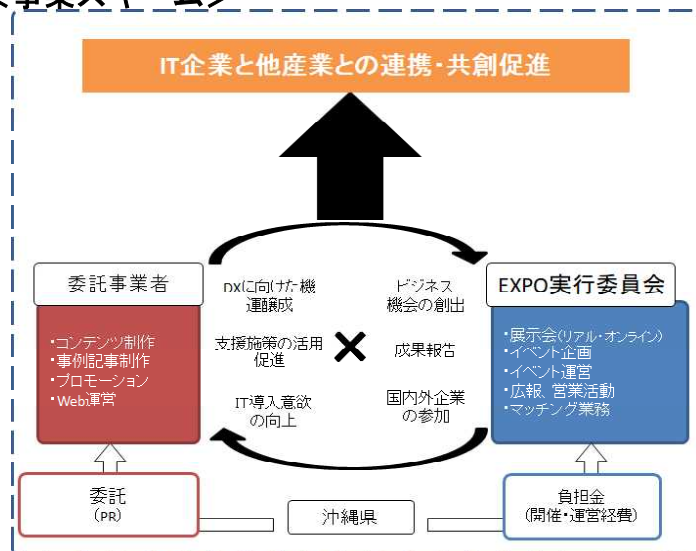 IT企業と他産業との連携・共創促進
委託事業者
・コンテンツ制作
・事例記事制作
・プロモーション
・Web運営
DXに向けた機
運醸成
支援施策の活用
促進
IT導入意欲
の向上
ビジネス
機会の創出
成果報告
国内外企業
の参加
EXPO実行委員会
・展示会(リアル・オンライン)
・イベント企画
・イベント運営
・広報、営業活動
・マッチング業務
委託
(PR)
沖縄県
負担金
(開催・運営経費)